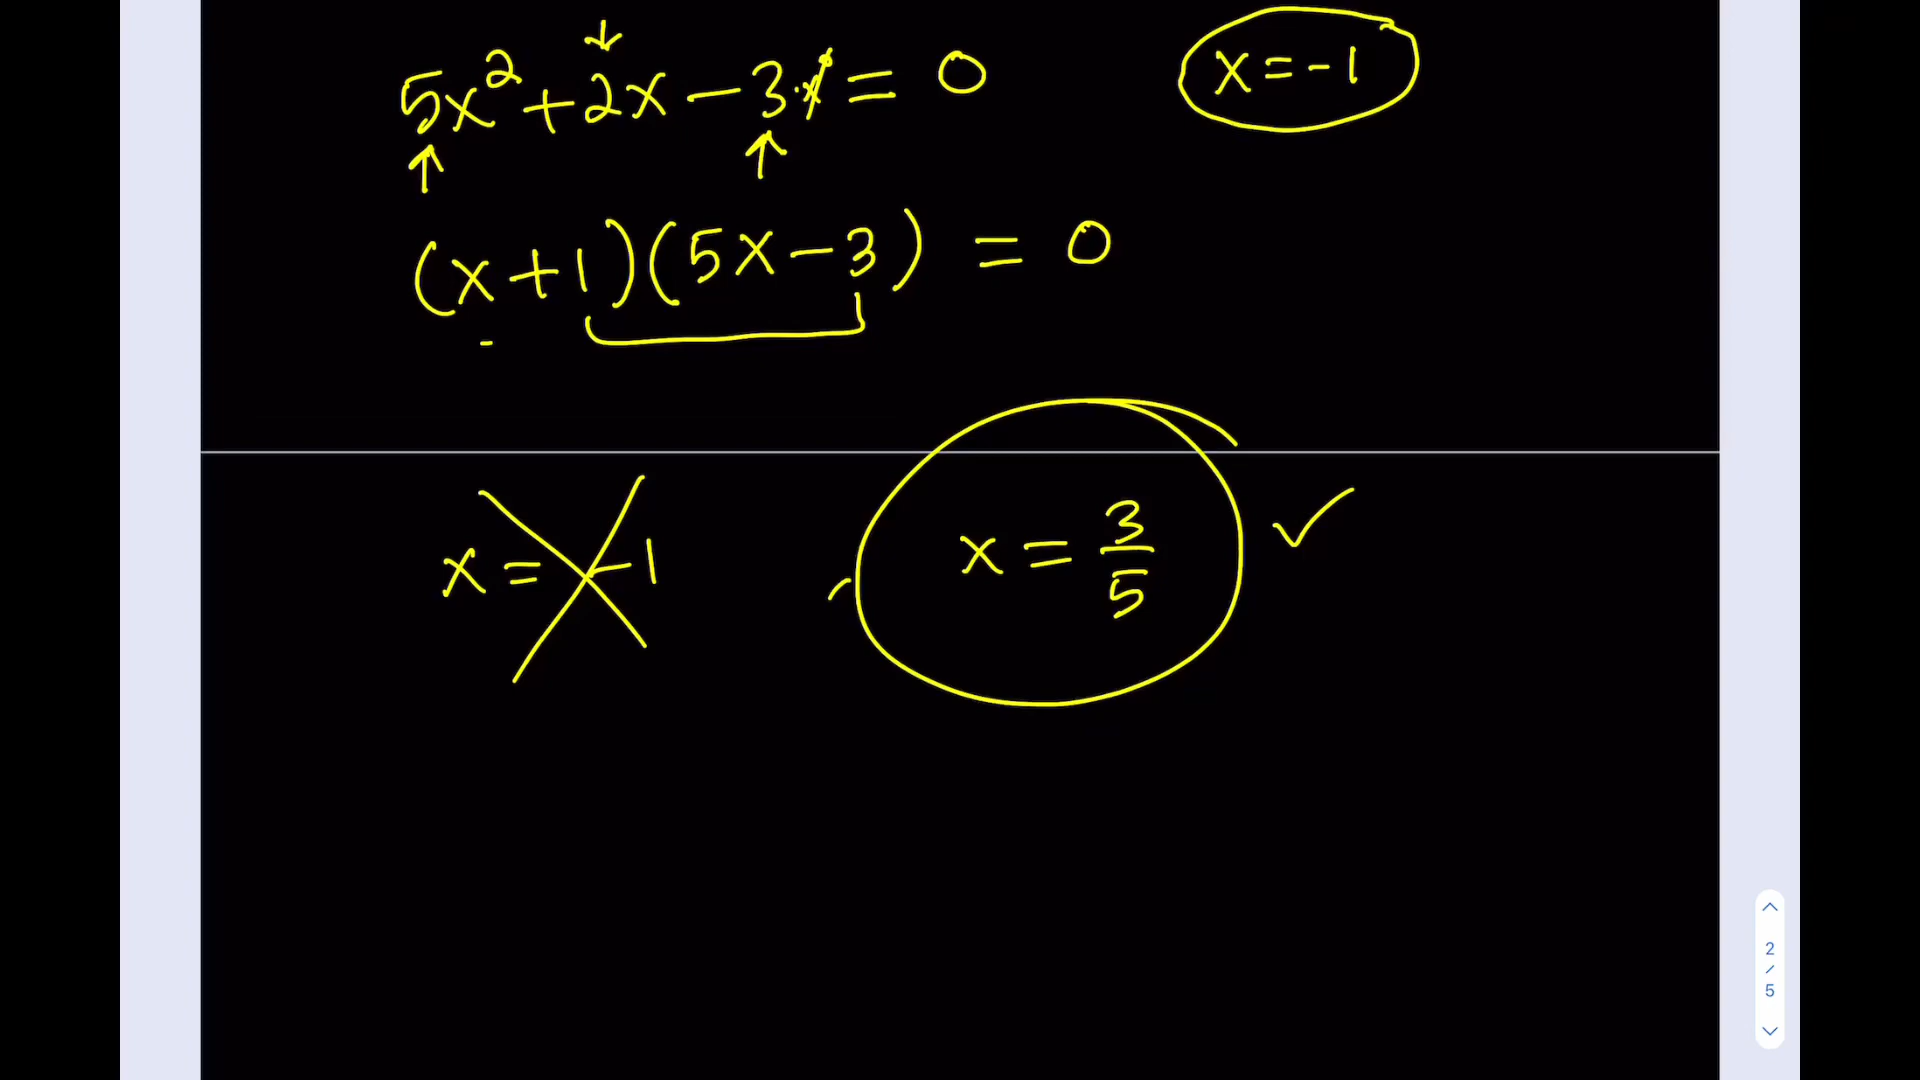 5x² + 2x - 3 · = 0
x = -1
(x + 1)(5x - 3) = 0
x = -1
x = 3/5 ✓
2
/
5